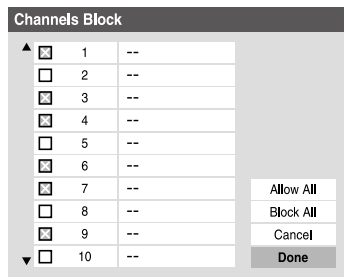 Channels Block
1 --
2 --
3 --
4 --
5 --
6 --
7 --
8 --
9 --
10 --
Allow All
Block All
Cancel
Done